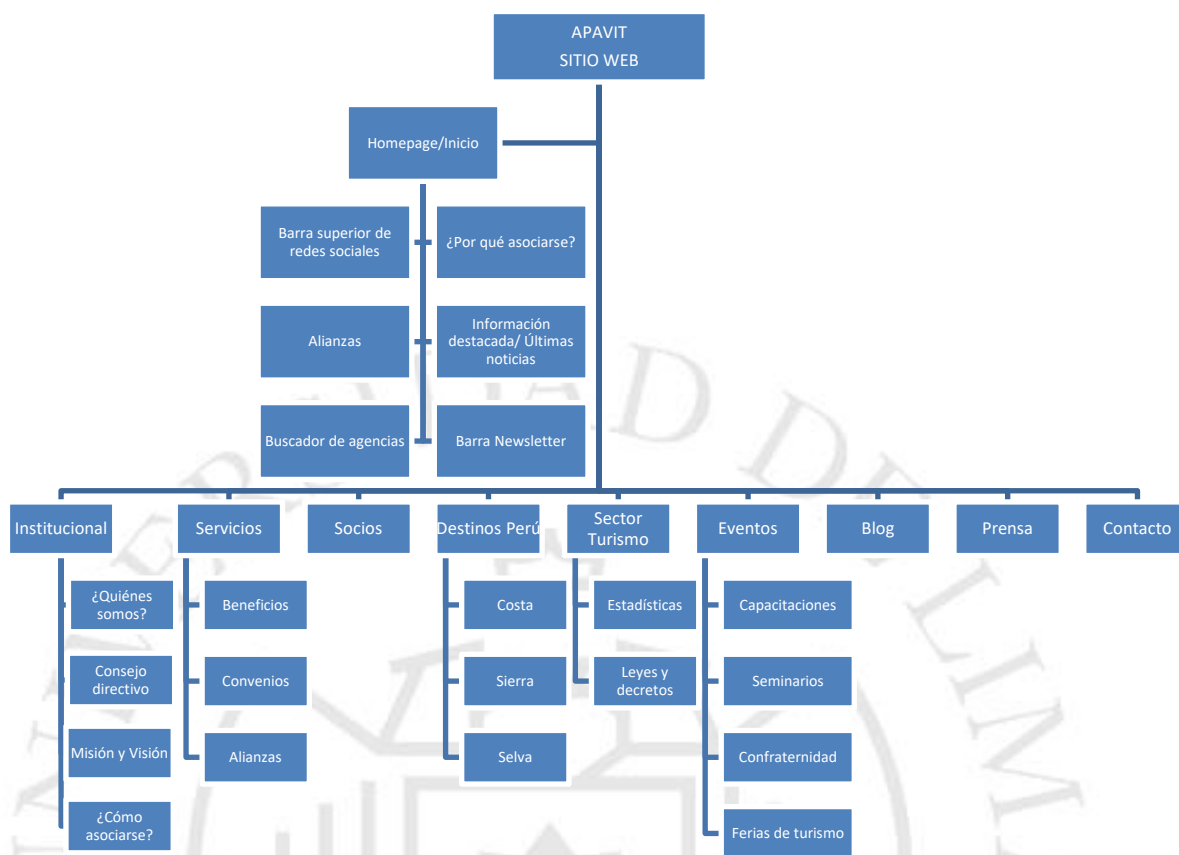 APAVIT
SITIO WEB
Homepage/Inicio
Barra superior de
redes sociales
¿Por qué asociarse?
Alianzas
Información
destacada/ Últimas
noticias
Buscador de agencias
Barra Newsletter
Institucional
Servicios
Socios
Destinos Perú
Sector
Turismo
Eventos
Blog
Prensa
Contacto
¿Quiénes
somos?
Consejo
directivo
Misión y Visión
¿Cómo
asociarse?
Beneficios
Convenios
Alianzas
Costa
Sierra
Selva
Estadísticas
Leyes y
decretos
Capacitaciones
Seminarios
Confraternidad
Ferias de turismo